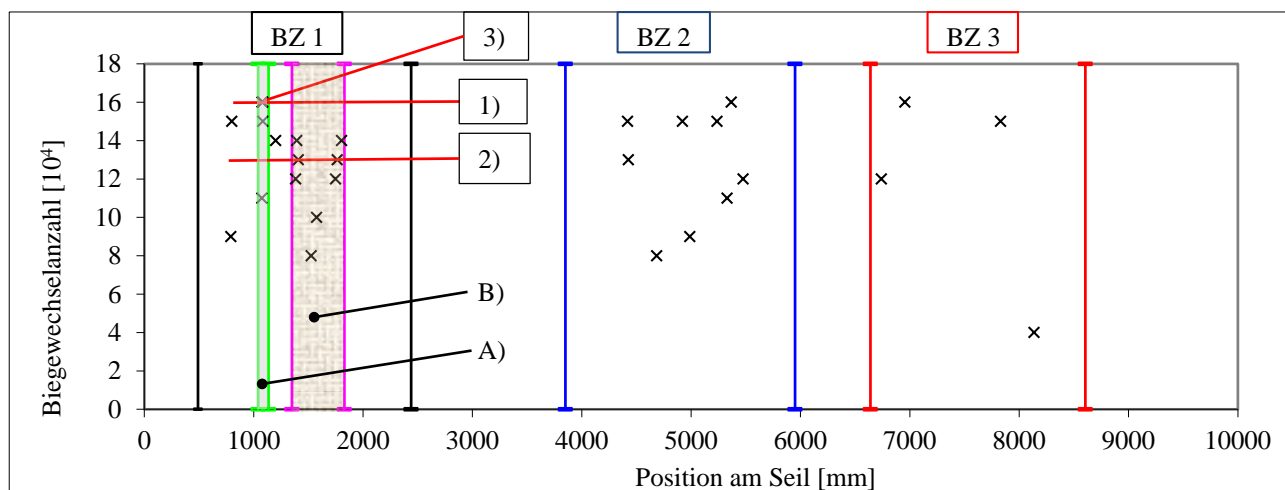 BZ 1 BZ 2 BZ 3
3)
1)
2)
B)
A)
Biegewechselanzahl [10⁴]
18
16
14
12
10
8
6
4
2
0
0 1000 2000 3000 4000 5000 6000 7000 8000 9000 10000
Position am Seil [mm]